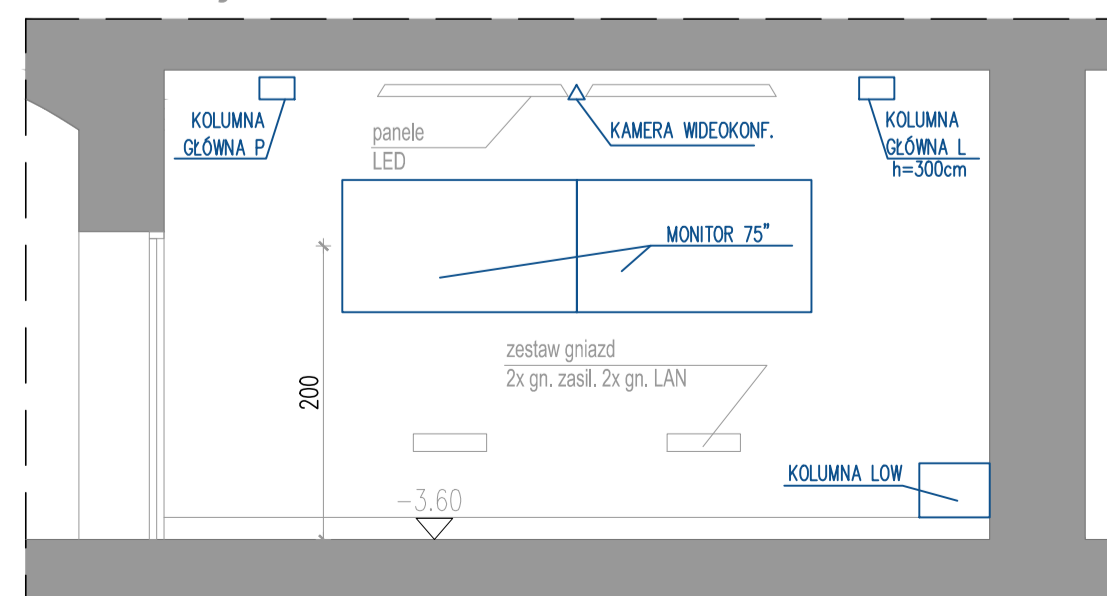 KOLUMNA
GŁÓWNA P
panele
LED
KAMERA WIDEOKONF.
KOLUMNA
GŁÓWNA L
h=300cm
MONITOR 75"
200
zestaw gniazd
2x gn. zasil. 2x gn. LAN
KOLUMNA LOW
-3.60